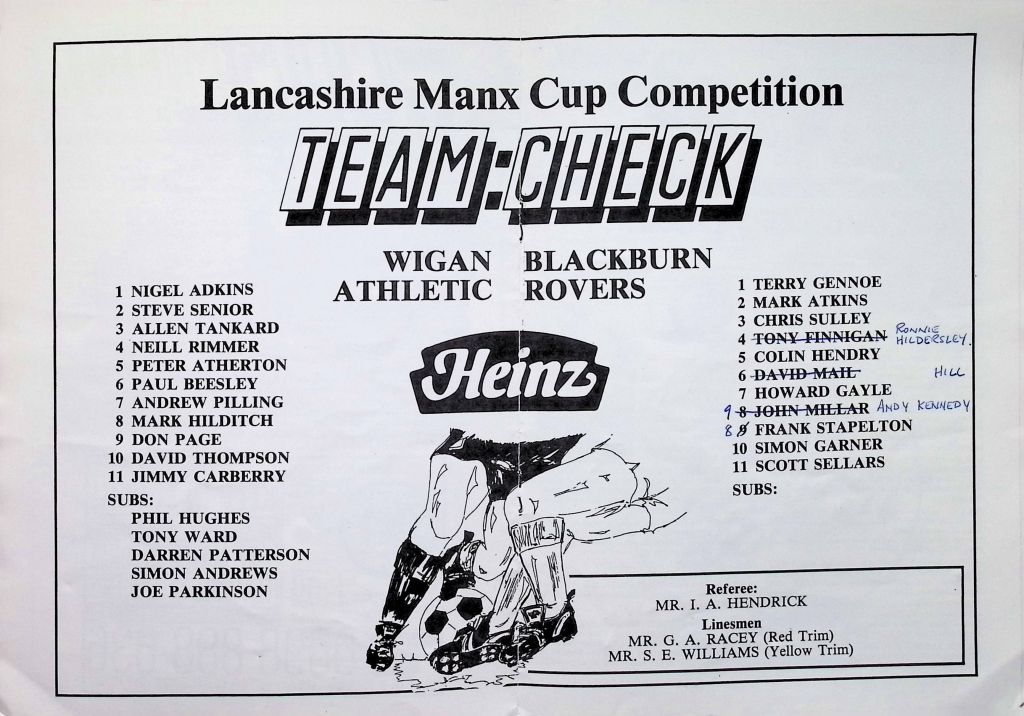 Lancashire Manx Cup Competition
TEAM:CHECK
WIGAN ATHLETIC
BLACKBURN ROVERS
1 NIGEL ADKINS
2 STEVE SENIOR
3 ALLEN TANKARD
4 NEILL RIMMER
5 PETER ATHERTON
6 PAUL BEESLEY
7 ANDREW PILLING
8 MARK HILDITCH
9 DON PAGE
10 DAVID THOMPSON
11 JIMMY CARBERRY
SUBS:
PHIL HUGHES
TONY WARD
DARREN PATTERSON
SIMON ANDREWS
JOE PARKINSON
Heinz
1 TERRY GENNOE
2 MARK ATKINS
3 CHRIS SULLEY
4 TONY FINNIGAN RONNIE HILDERSLEY.
5 COLIN HENDRY
6 DAVID MAIL HILL
7 HOWARD GAYLE
9 8 JOHN MILLAR ANDY KENNEDY
8 9 FRANK STAPELTON
10 SIMON GARNER
11 SCOTT SELLARS
SUBS:
Referee:
MR. I. A. HENDRICK
Linesmen
MR. G. A. RACEY (Red Trim)
MR. S. E. WILLIAMS (Yellow Trim)